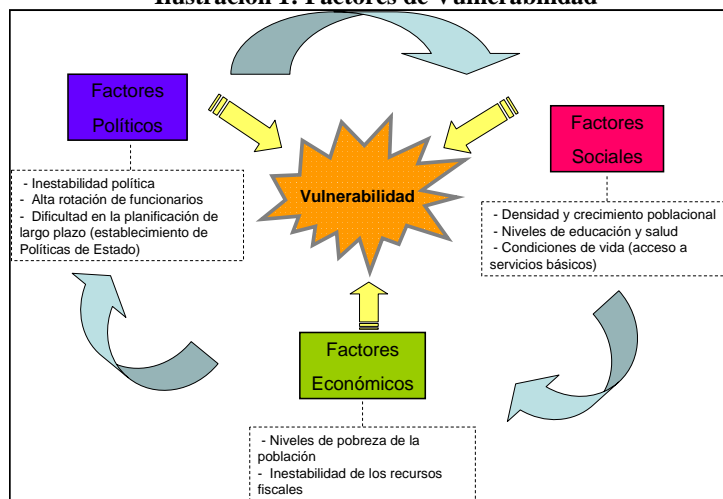 Ilustración 1: Factores de Vulnerabilidad
Factores
Políticos
- Inestabilidad política
- Alta rotación de funcionarios
- Dificultad en la planificación de
largo plazo (establecimiento de
Políticas de Estado)
Vulnerabilidad
Factores
Sociales
- Densidad y crecimiento poblacional
- Niveles de educación y salud
- Condiciones de vida (acceso a
servicios básicos)
Factores
Económicos
- Niveles de pobreza de la
población
- Inestabilidad de los recursos
fiscales